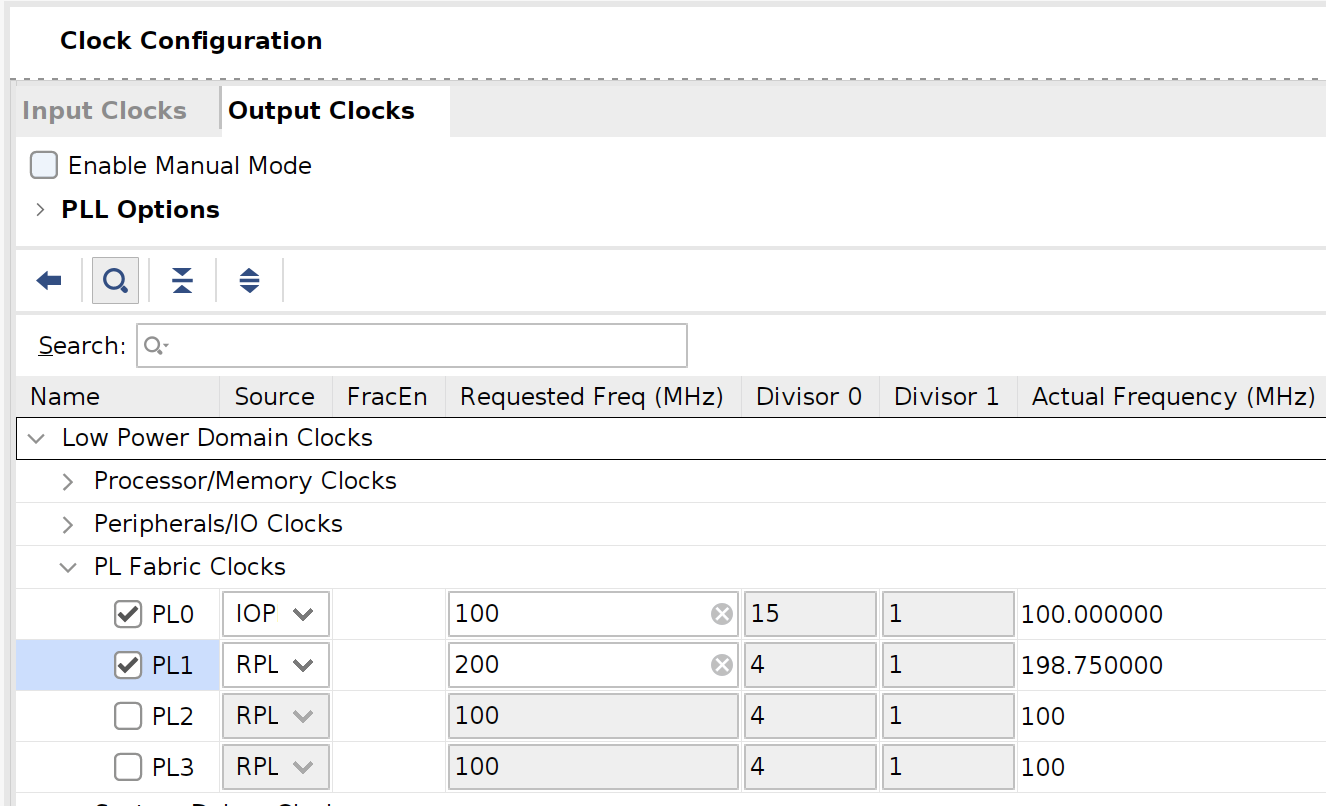 Clock Configuration
Input Clocks Output Clocks
Enable Manual Mode
PLL Options
Search:
Name Source FracEn Requested Freq (MHz) Divisor 0 Divisor 1 Actual Frequency (MHz)
Low Power Domain Clocks
Processor/Memory Clocks
Peripherals/IO Clocks
PL Fabric Clocks
PL0 IOP 100 15 1 100.000000
PL1 RPL 200 4 1 198.750000
PL2 RPL 100 4 1 100
PL3 RPL 100 4 1 100